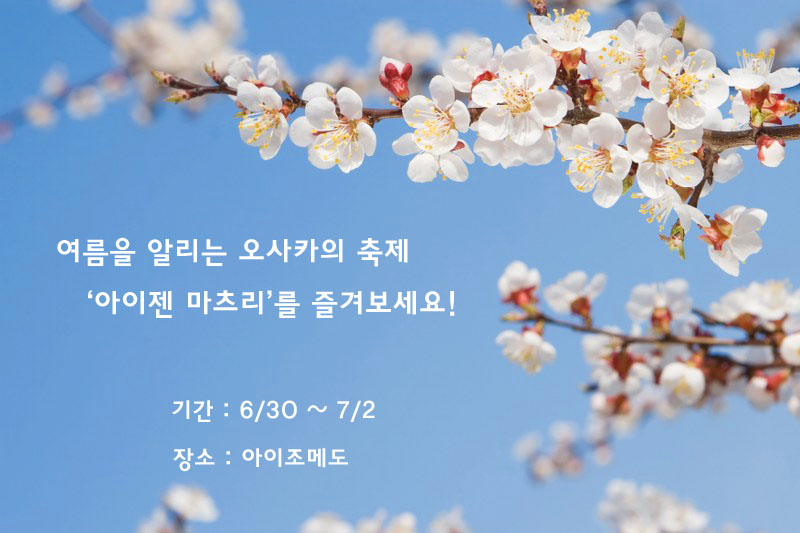 여름을 알리는 오사카의 축제
‘아이젠 마츠리’를 즐겨보세요!
기간 : 6/30 ~ 7/2
장소 : 아이조메도